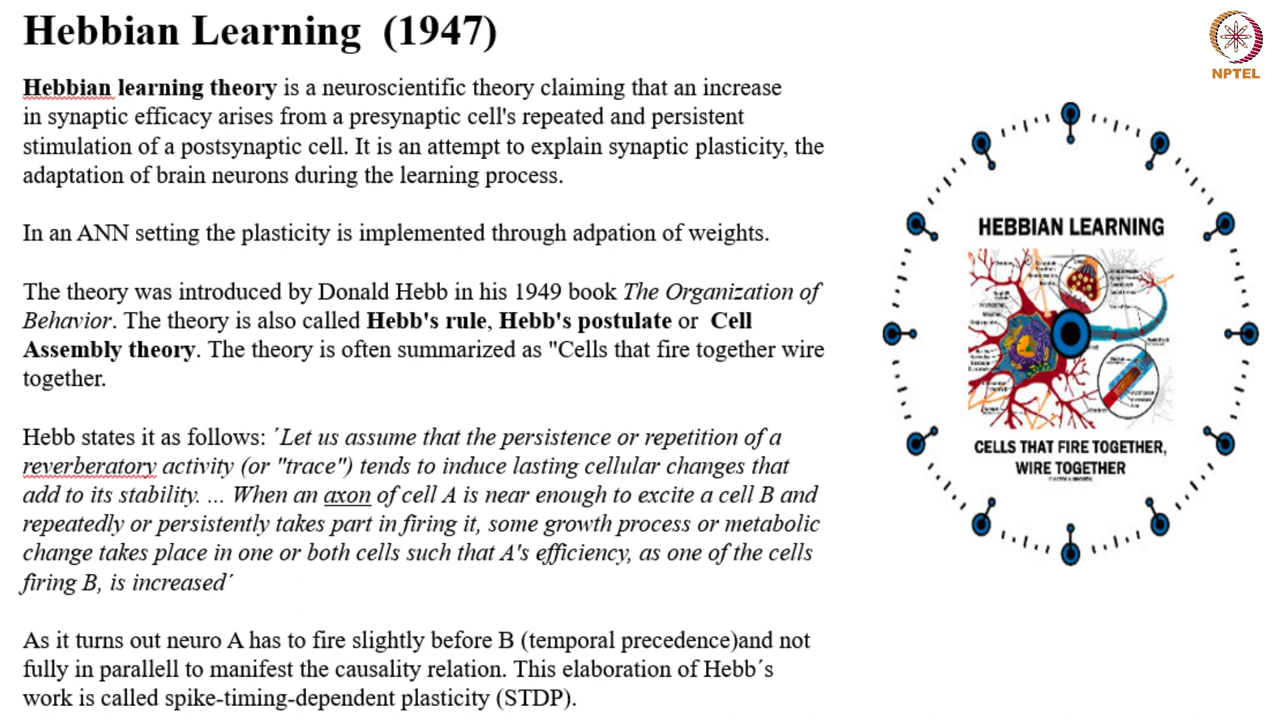 Hebbian Learning (1947)
NPTEL
Hebbian learning theory is a neuroscientific theory claiming that an increase
in synaptic efficacy arises from a presynaptic cell's repeated and persistent
stimulation of a postsynaptic cell. It is an attempt to explain synaptic plasticity, the
adaptation of brain neurons during the learning process.
In an ANN setting the plasticity is implemented through adpation of weights.
The theory was introduced by Donald Hebb in his 1949 book The Organization of
Behavior. The theory is also called Hebb's rule, Hebb's postulate or Cell
Assembly theory. The theory is often summarized as "Cells that fire together wire
together.
Hebb states it as follows: ´Let us assume that the persistence or repetition of a
reverberatory activity (or "trace") tends to induce lasting cellular changes that
add to its stability. ... When an axon of cell A is near enough to excite a cell B and
repeatedly or persistently takes part in firing it, some growth process or metabolic
change takes place in one or both cells such that A's efficiency, as one of the cells
firing B, is increased´
As it turns out neuro A has to fire slightly before B (temporal precedence)and not
fully in parallell to manifest the causality relation. This elaboration of Hebb´s
work is called spike-timing-dependent plasticity (STDP).
HEBBIAN LEARNING
CELLS THAT FIRE TOGETHER,
WIRE TOGETHER